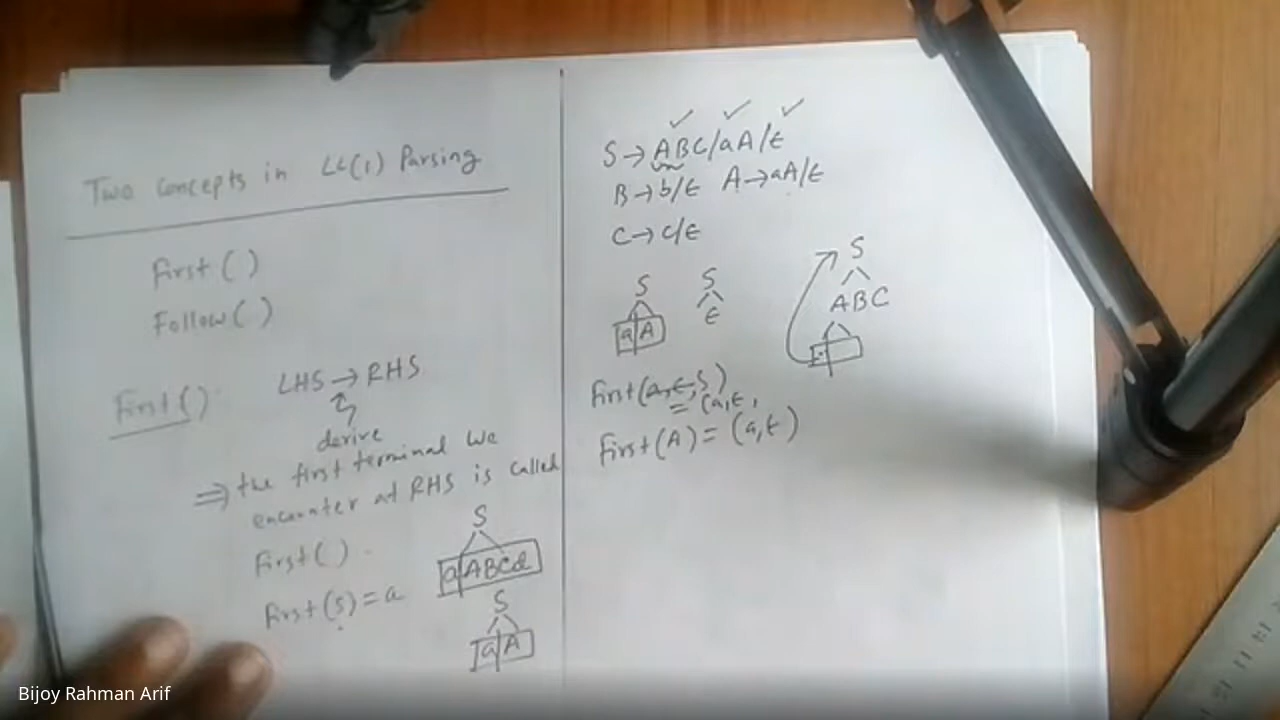 Two Concepts in LL(1) Parsing
First ( )
Follow ( )
First ( ):
LHS → RHS
derive
⇒ the first terminal we
encounter at RHS is called
First ( ).
First (S) = a
S
aABCd
S
aA
S → ABC/aA/ε
B → b/ε A → aA/ε
C → c/ε
S
aA
S
ε
S
ABC
First (a, ε, S)
= (a, ε,
First (A) = (a, ε)
Bijoy Rahman Arif